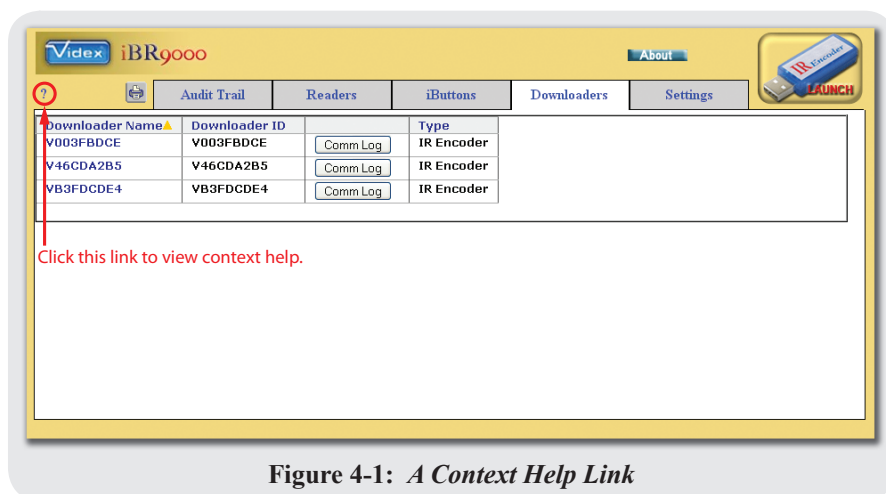 Videx iBR9000 About
IR Encoder
LAUNCH
? Audit Trail Readers iButtons Downloaders Settings
Downloader Name Downloader ID Type
V003FBDCE V003FBDCE Comm Log IR Encoder
V46CDA2B5 V46CDA2B5 Comm Log IR Encoder
VB3FDCDE4 VB3FDCDE4 Comm Log IR Encoder
Click this link to view context help.
Figure 4-1: A Context Help Link